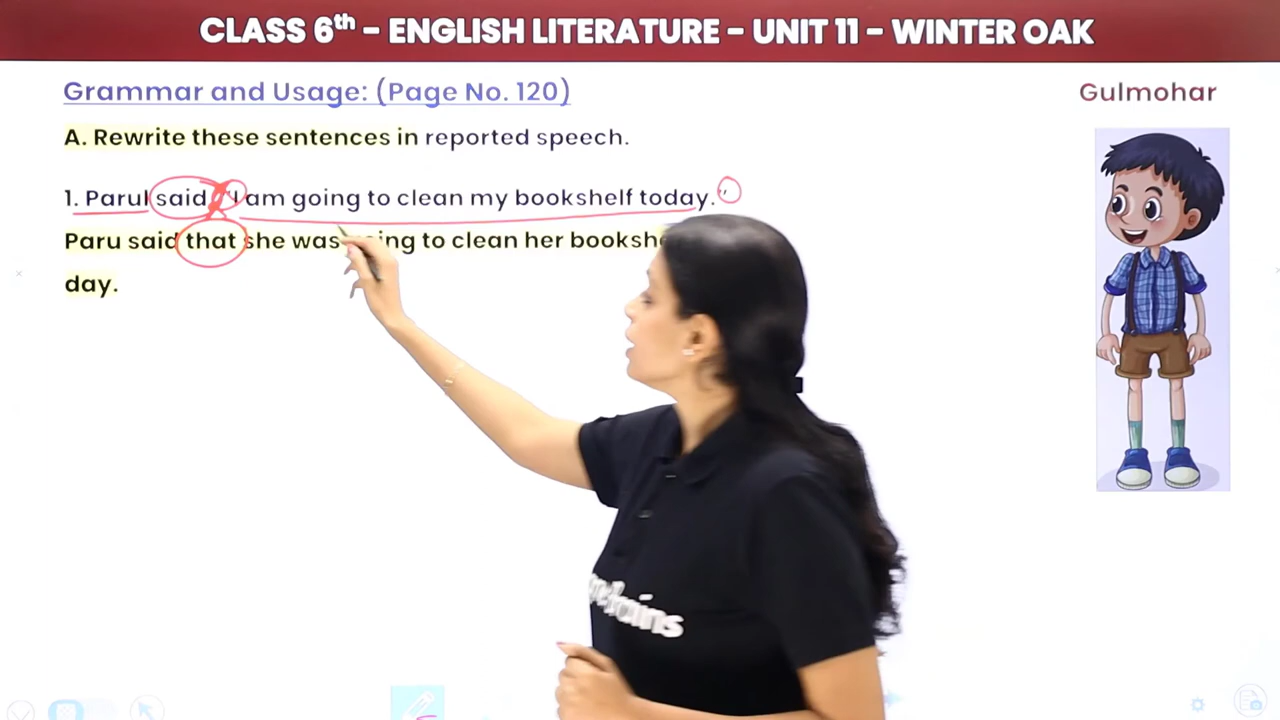 CLASS 6th - ENGLISH LITERATURE - UNIT 11 - WINTER OAK
Grammar and Usage: (Page No. 120)
Gulmohar
A. Rewrite these sentences in reported speech.
1. Parul said, "I am going to clean my bookshelf today."
Paru said that she was going to clean her
day.